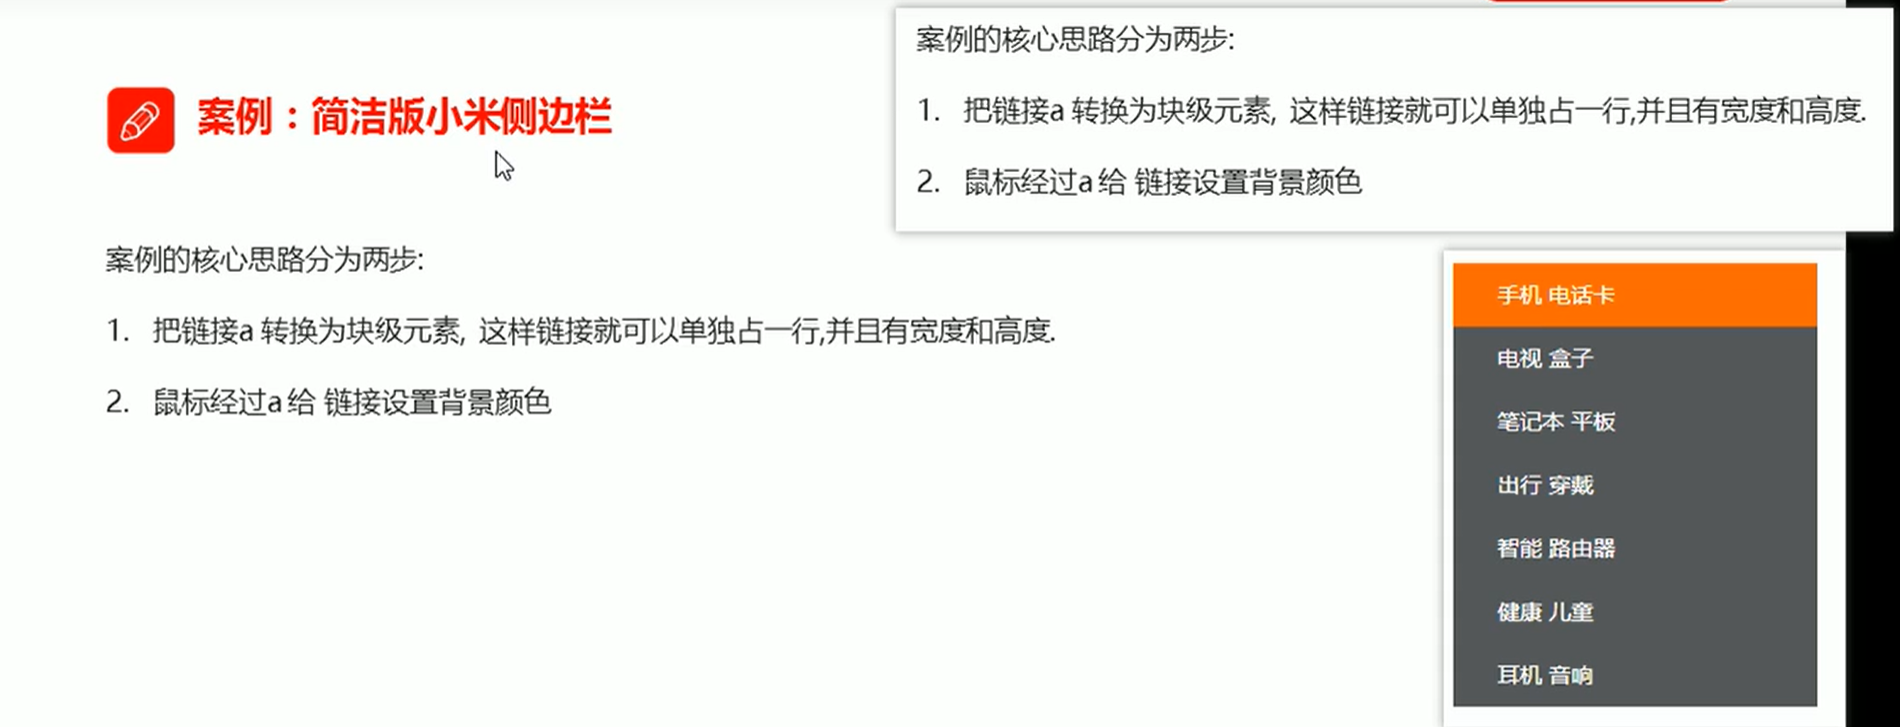 案例：简洁版小米侧边栏
案例的核心思路分为两步:
1. 把链接a 转换为块级元素, 这样链接就可以单独占一行,并且有宽度和高度.
2. 鼠标经过a 给 链接设置背景颜色
案例的核心思路分为两步:
1. 把链接a 转换为块级元素, 这样链接就可以单独占一行,并且有宽度和高度.
2. 鼠标经过a 给 链接设置背景颜色
手机 电话卡
电视 盒子
笔记本 平板
出行 穿戴
智能 路由器
健康 儿童
耳机 音响